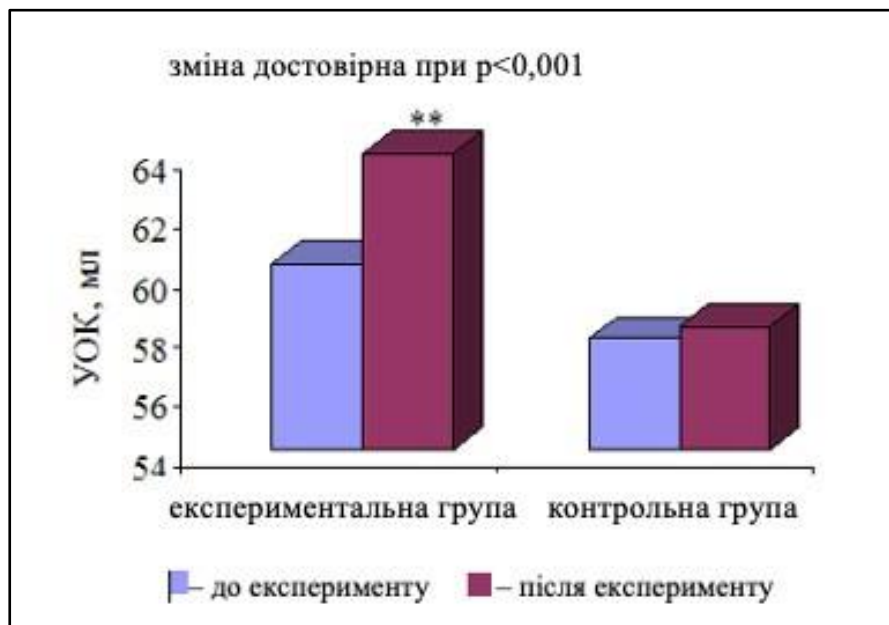 зміна достовірна при p<0,001
**
64
62
60
58
56
54
УОК, мл
експериментальна група контрольна група
– до експерименту – після експерименту